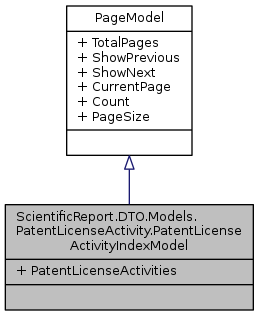 PageModel
+ TotalPages
+ ShowPrevious
+ ShowNext
+ CurrentPage
+ Count
+ PageSize
ScientificReport.DTO.Models.
PatentLicenseActivity.PatentLicense
ActivityIndexModel
+ PatentLicenseActivities